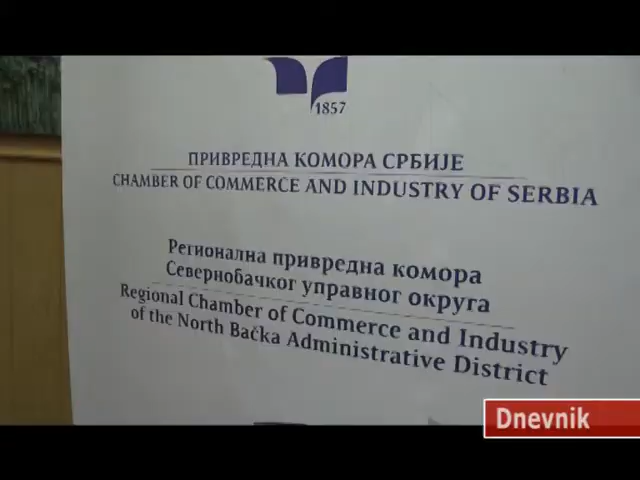 1857
ПРИВРЕДНА КОМОРА СРБИЈЕ
CHAMBER OF COMMERCE AND INDUSTRY OF SERBIA
Регионална привредна комора
Севернобачког управног округа
Regional Chamber of Commerce and Industry
of the North Bačka Administrative District
Dnevnik